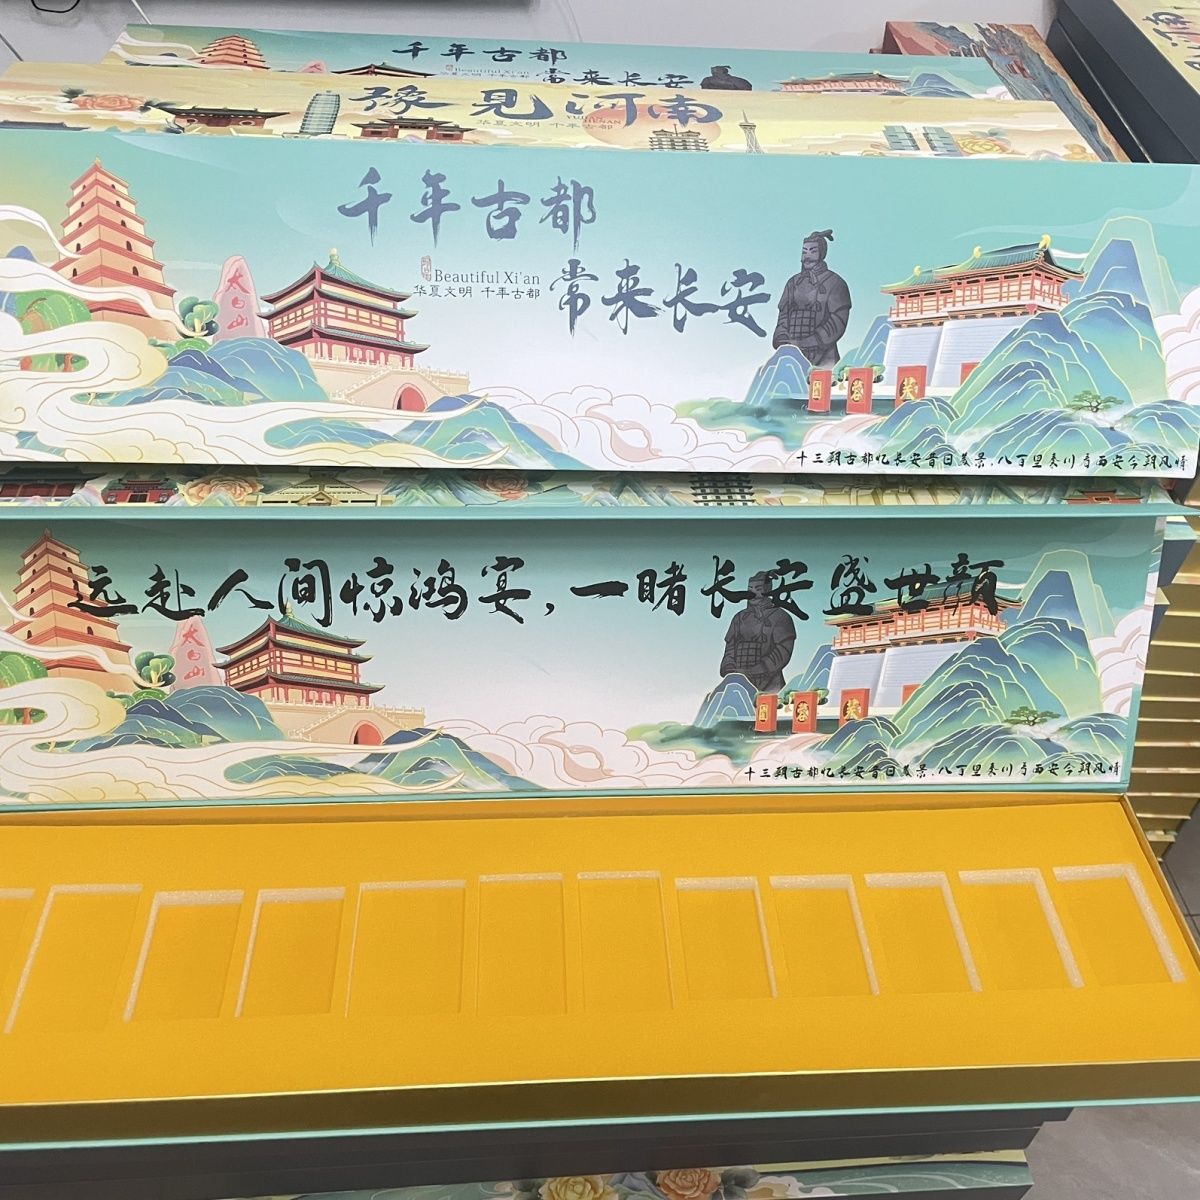 千年古都
常来长安
豫见河南
华夏文明 千年古都
千年古都
Beautiful Xi'an
华夏文明 千年古都
常来长安
太白山
十三朝古都忆长安昔日美景,八百里秦川看西安今朝风情
远赴人间惊鸿宴,一睹长安盛世颜
太白山
十三朝古都忆长安昔日美景,八百里秦川看西安今朝风情